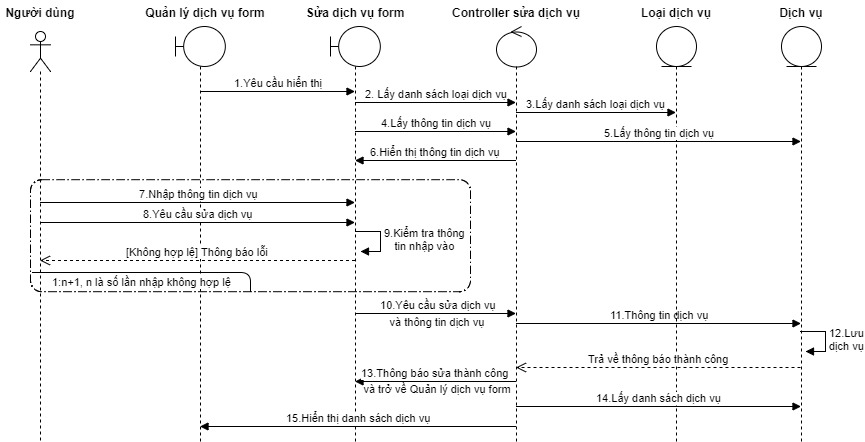 Người dùng
Quản lý dịch vụ form
Sửa dịch vụ form
Controller sửa dịch vụ
Loại dịch vụ
Dịch vụ
1.Yêu cầu hiển thị
2. Lấy danh sách loại dịch vụ
3.Lấy danh sách loại dịch vụ
4.Lấy thông tin dịch vụ
5.Lấy thông tin dịch vụ
6.Hiển thị thông tin dịch vụ
7.Nhập thông tin dịch vụ
8.Yêu cầu sửa dịch vụ
9.Kiểm tra thông
tin nhập vào
[Không hợp lê] Thông báo lỗi
1:n+1, n là số lần nhập không hợp lê
10.Yêu cầu sửa dịch vụ
và thông tin dịch vụ
11.Thông tin dịch vụ
12.Lưu
dịch vụ
Trả về thông báo thành công
13.Thông báo sửa thành công
và trở về Quản lý dịch vụ form
14.Lấy danh sách dịch vụ
15.Hiển thị danh sách dịch vụ